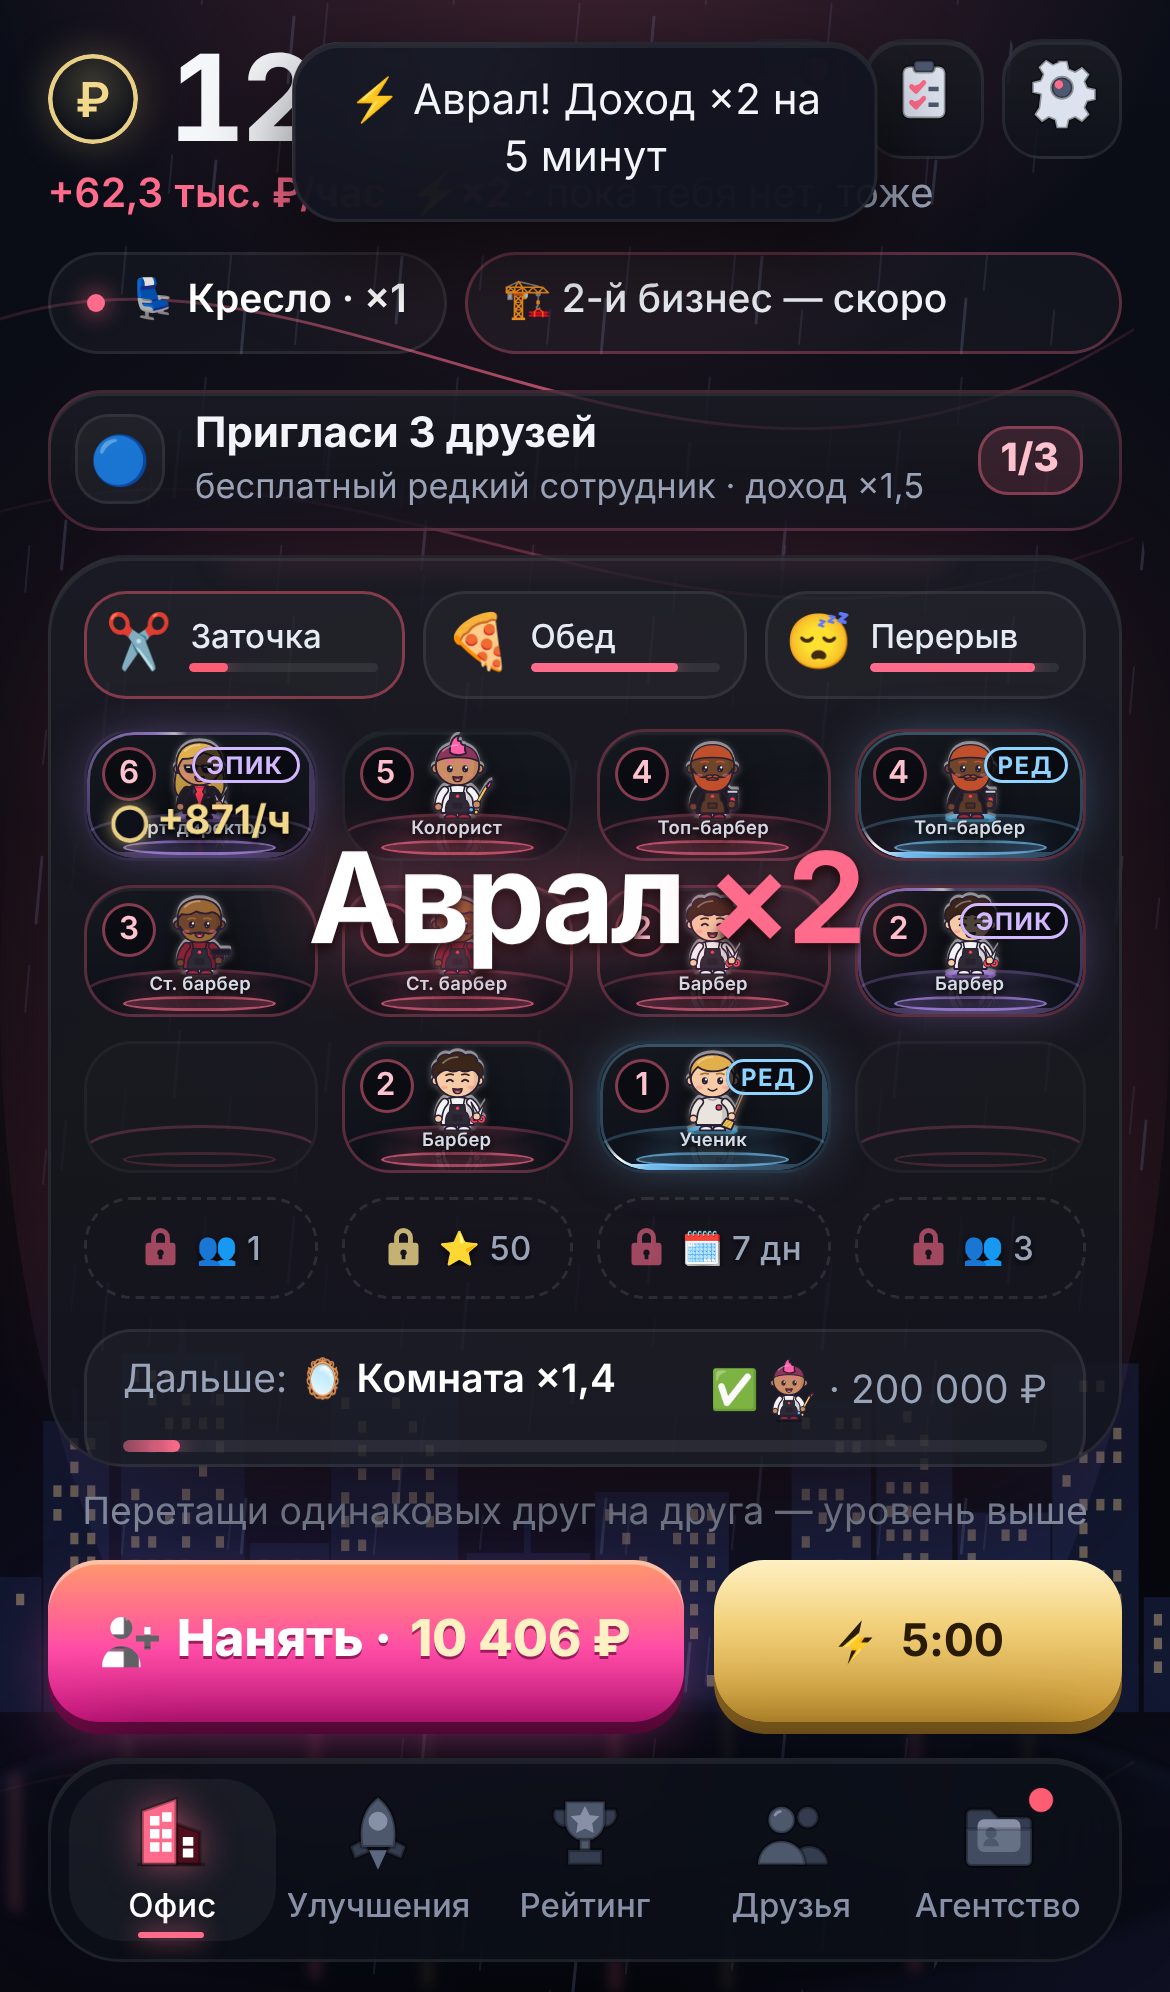 ₽ 12
⚡ Аврал! Доход ×2 на
5 минут
+62,3 тыс. ₽/час ⚡×2 пока тебя нет, тоже
Кресло · ×1
2-й бизнес — скоро
Пригласи 3 друзей
бесплатный редкий сотрудник · доход ×1,5
1/3
Заточка
Обед
Перерыв
6 ЭПИК
+871/ч
5
Колорист
4
Топ-барбер
4 РЕД
Топ-барбер
Аврал ×2
3
Ст. барбер
Ст. барбер
2
Барбер
2 ЭПИК
Барбер
2
Барбер
1 РЕД
Ученик
1
50
7 дн
3
Дальше: Комната ×1,4
· 200 000 ₽
Перетащи одинаковых друг на друга — уровень выше
Нанять · 10 406 ₽
⚡ 5:00
Офис
Улучшения
Рейтинг
Друзья
Агентство